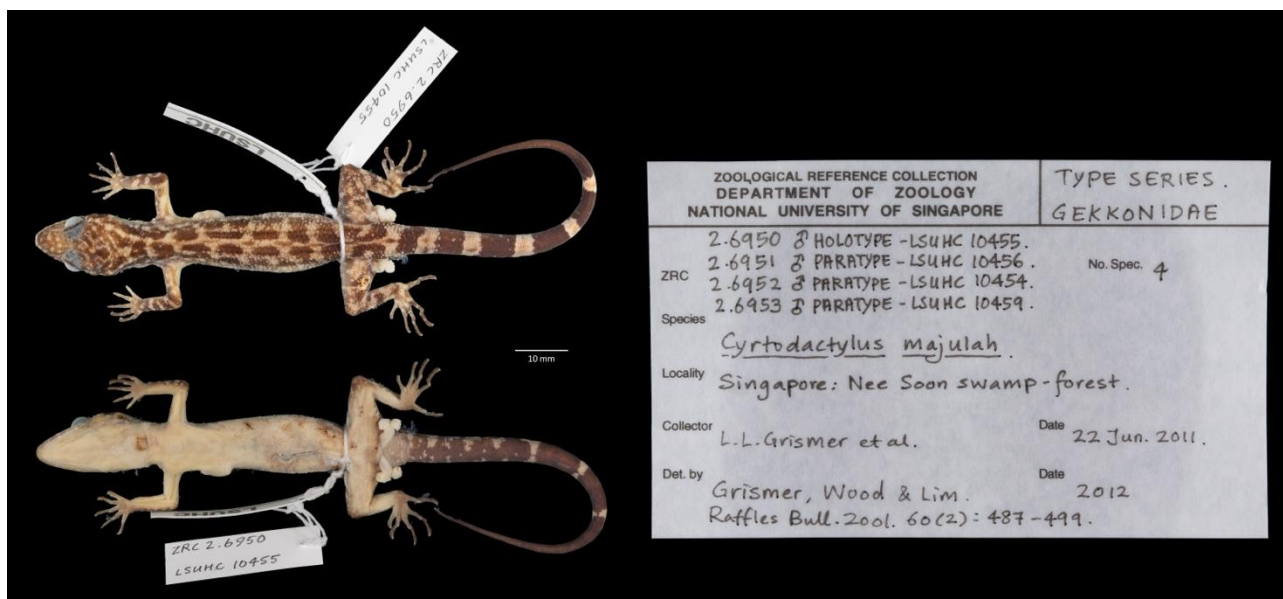 ZRC 2.6950
LSUHC 10455
LSUHC
10 mm
ZRC 2.6950
LSUHC 10455
ZOOLOGICAL REFERENCE COLLECTION
DEPARTMENT OF ZOOLOGY
NATIONAL UNIVERSITY OF SINGAPORE
TYPE SERIES.
GEKKONIDAE
2.6950 ♂ HOLOTYPE - LSUHC 10455.
2.6951 ♂ PARATYPE - LSUHC 10456.
No. Spec. 4
ZRC
2.6952 ♂ PARATYPE - LSUHC 10454.
2.6953 ♂ PARATYPE - LSUHC 10459.
Species
Cyrtodactylus majulah.
Locality Singapore: Nee Soon swamp-forest.
Collector L.L.Grismer et al. Date 22 Jun. 2011.
Det. by Grismer, Wood & Lim. Date 2012
Raffles Bull. Zool. 60(2): 487-499.